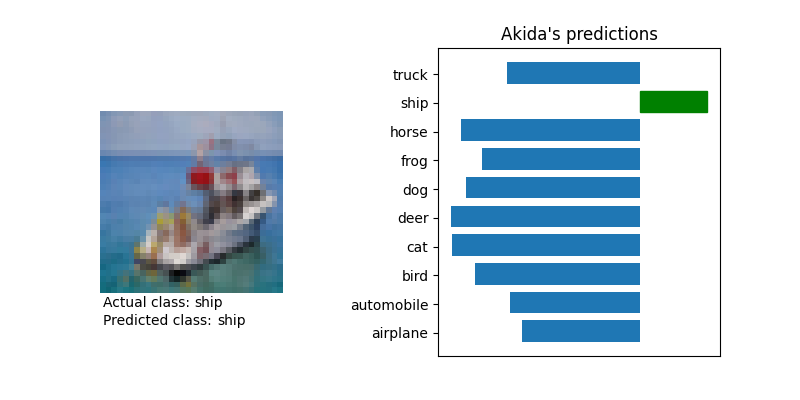 Akida's predictions
truck
ship
horse
frog
dog
deer
cat
bird
automobile
airplane
Actual class: ship
Predicted class: ship